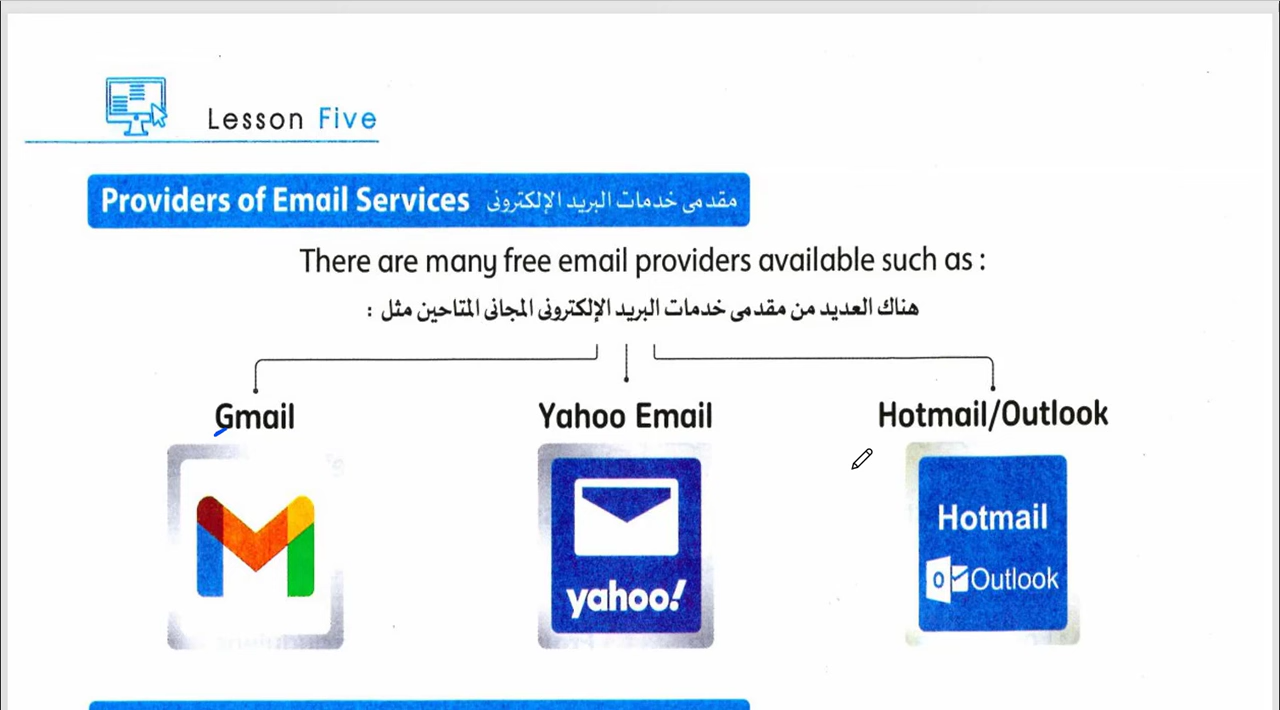 Lesson Five
Providers of Email Services مقدمى خدمات البريد الإلكترونى
There are many free email providers available such as :
هناك العديد من مقدمى خدمات البريد الإلكترونى المجانى المتاحين مثل :
Gmail
Yahoo Email
Hotmail/Outlook
yahoo!
Hotmail
Outlook